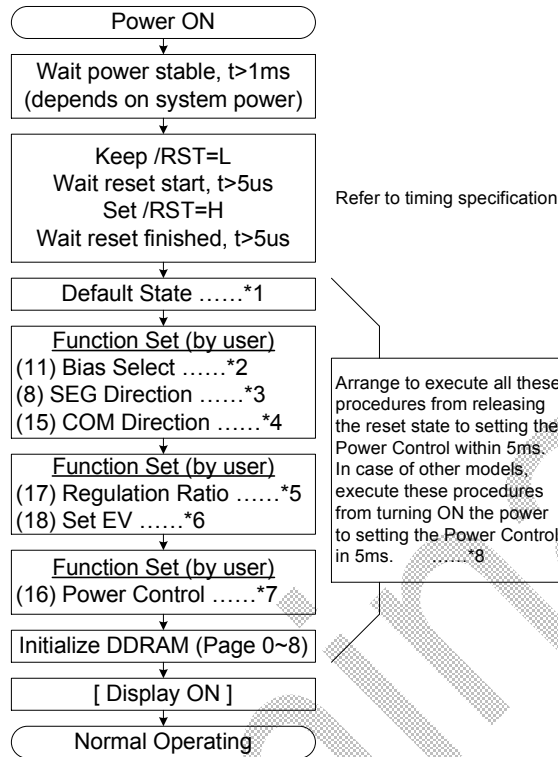 Power ON
Wait power stable, t>1ms
(depends on system power)
Keep /RST=L
Wait reset start, t>5us
Set /RST=H
Wait reset finished, t>5us
Refer to timing specification
Default State ……*1
Function Set (by user)
(11) Bias Select ……*2
(8) SEG Direction ……*3
(15) COM Direction ……*4
Function Set (by user)
(17) Regulation Ratio ……*5
(18) Set EV ……*6
Function Set (by user)
(16) Power Control ……*7
Initialize DDRAM (Page 0~8)
[ Display ON ]
Normal Operating
Arrange to execute all these
procedures from releasing
the reset state to setting the
Power Control within 5ms.
In case of other models,
execute these procedures
from turning ON the power
to setting the Power Control
in 5ms. ……*8